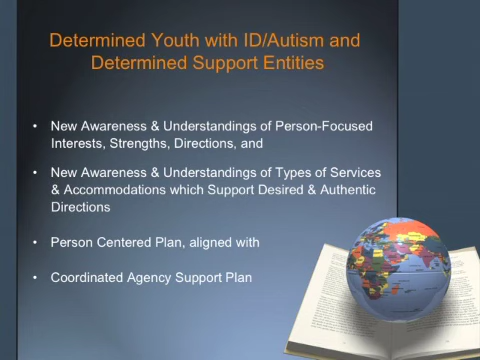 Determined Youth with ID/Autism and
Determined Support Entities
• New Awareness & Understandings of Person-Focused
Interests, Strengths, Directions, and
• New Awareness & Understandings of Types of Services
& Accommodations which Support Desired & Authentic
Directions
• Person Centered Plan, aligned with
• Coordinated Agency Support Plan